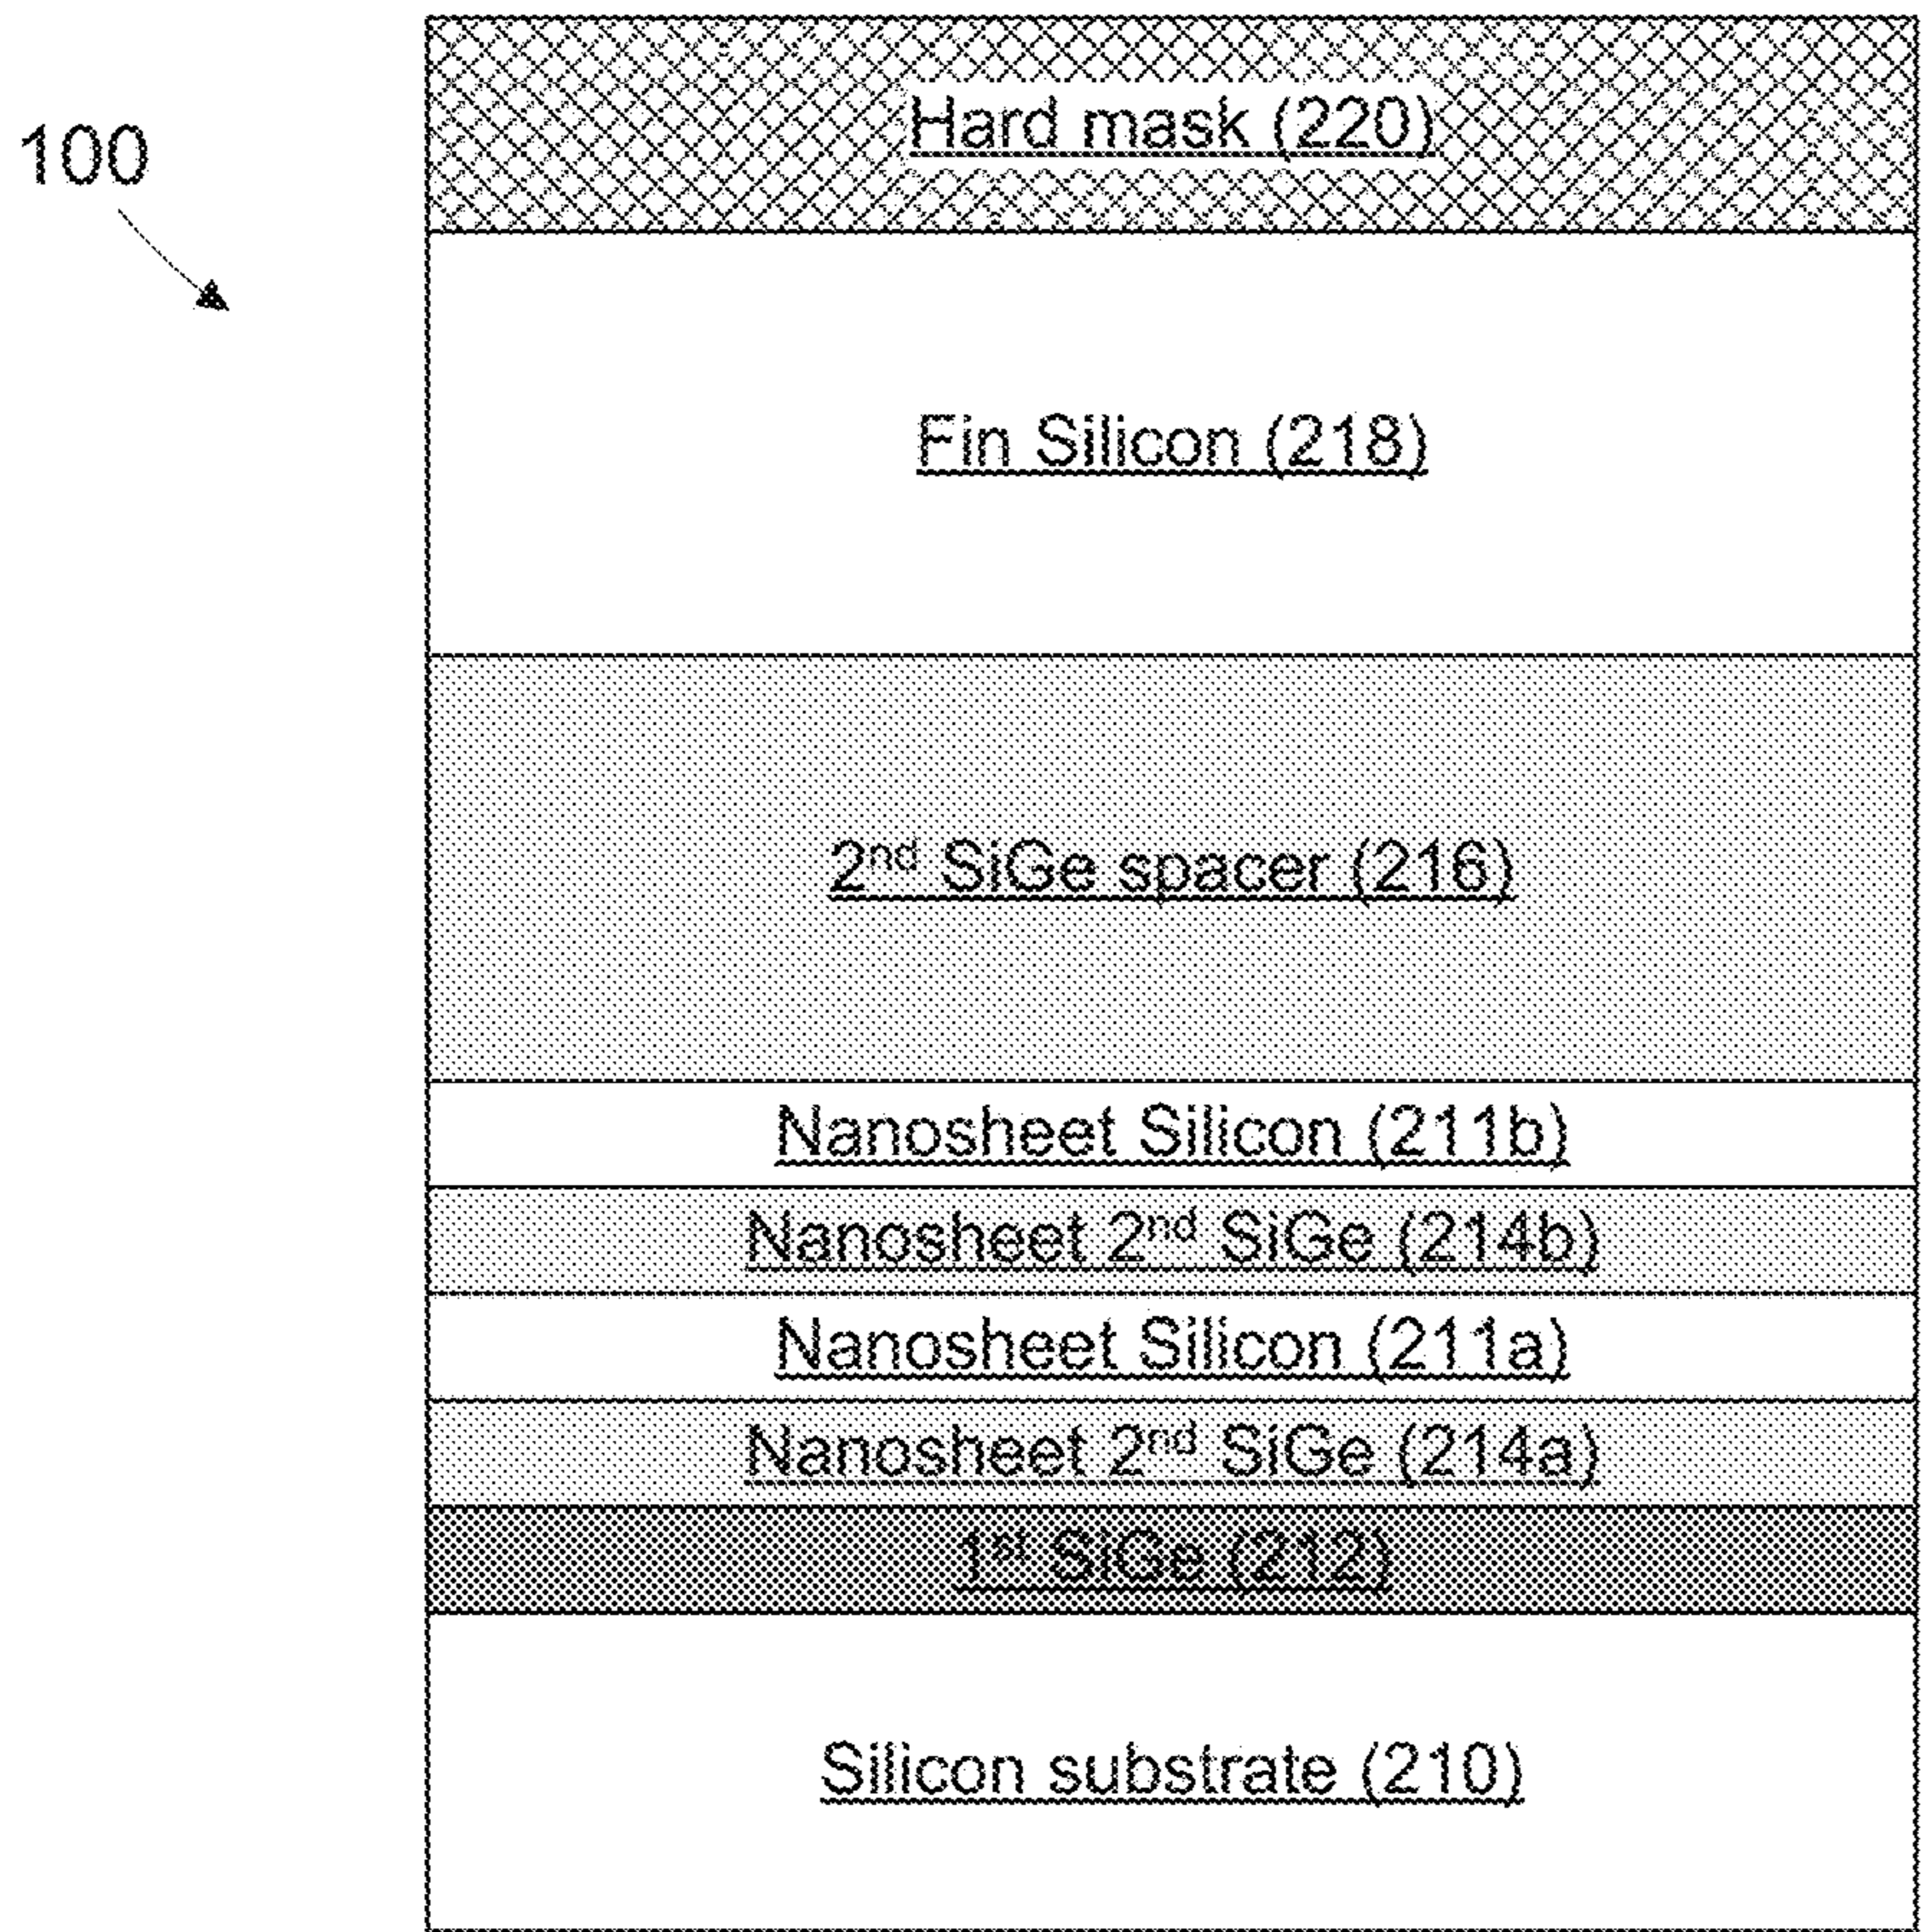 100
Hard mask (220)
Fin Silicon (218)
2nd SiGe spacer (216)
Nanosheet Silicon (211b)
Nanosheet 2nd SiGe (214b)
Nanosheet Silicon (211a)
Nanosheet 2nd SiGe (214a)
1st SiGe (212)
Silicon substrate (210)